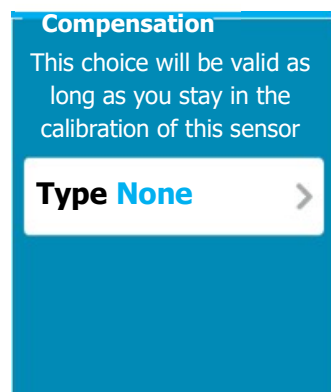 Compensation
This choice will be valid as
long as you stay in the
calibration of this sensor
Type None